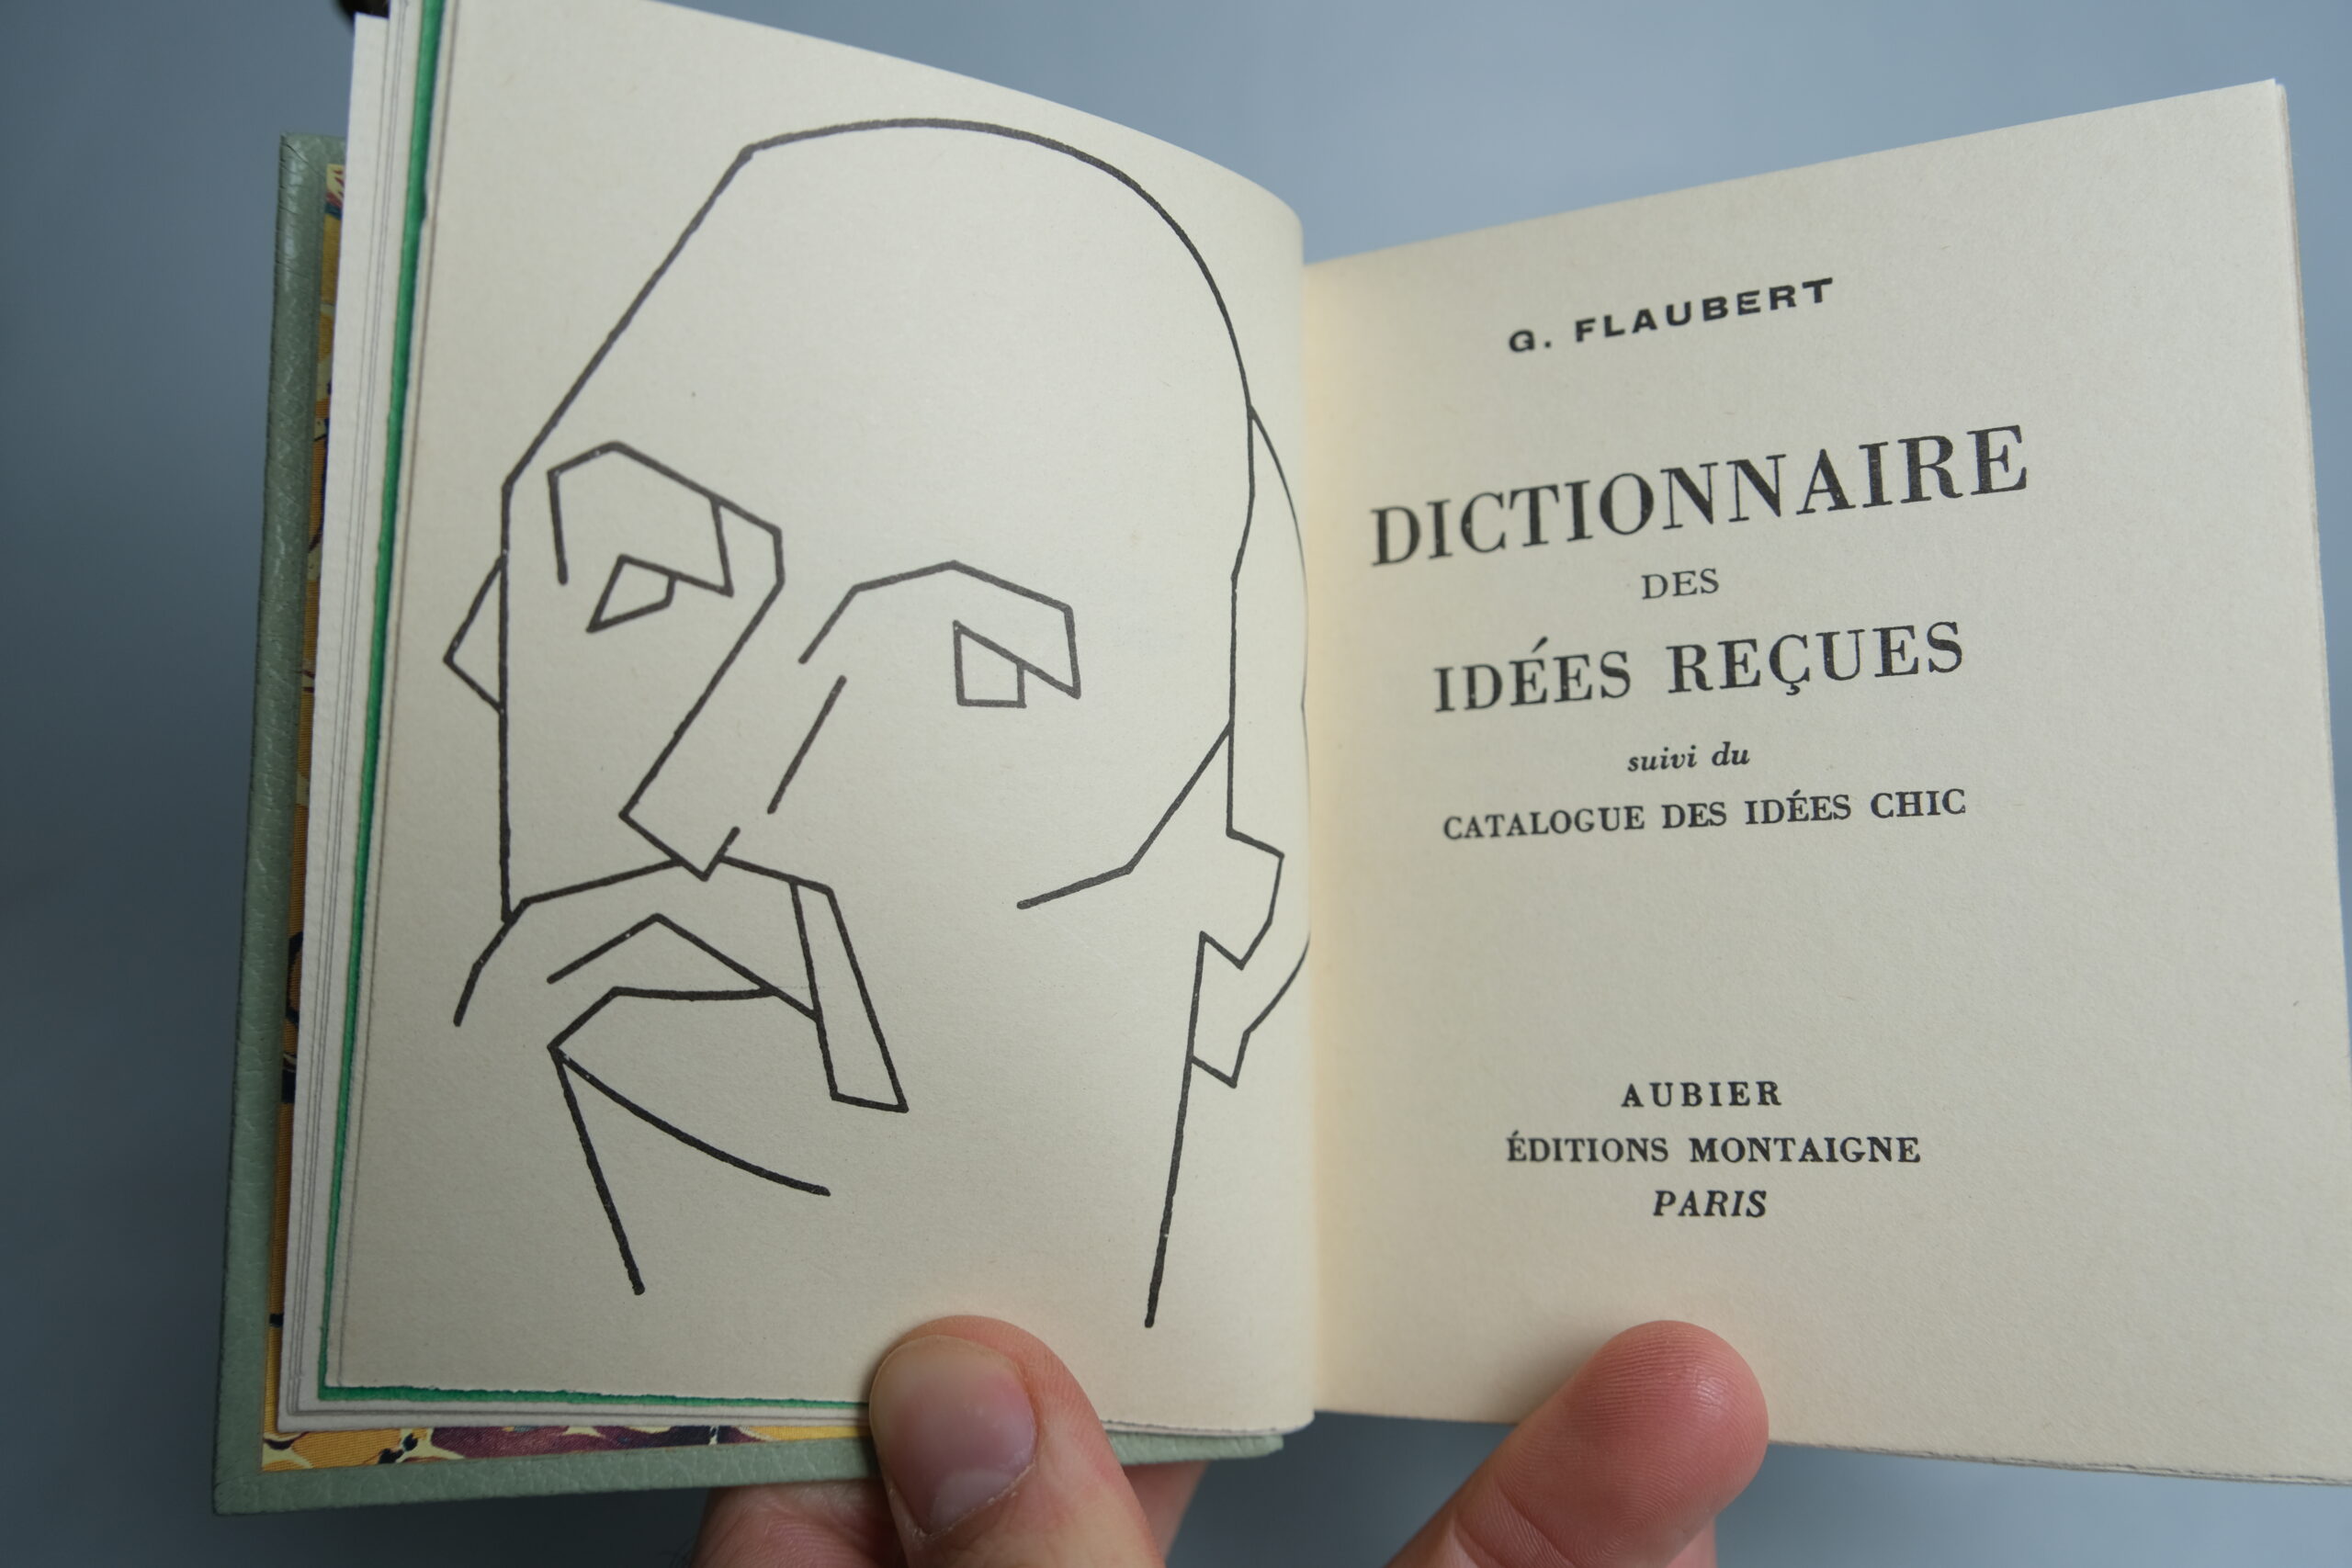 G. FLAUBERT
DICTIONNAIRE
DES
IDÉES REÇUES
suivi du
CATALOGUE DES IDÉES CHIC
AUBIER
ÉDITIONS MONTAIGNE
PARIS